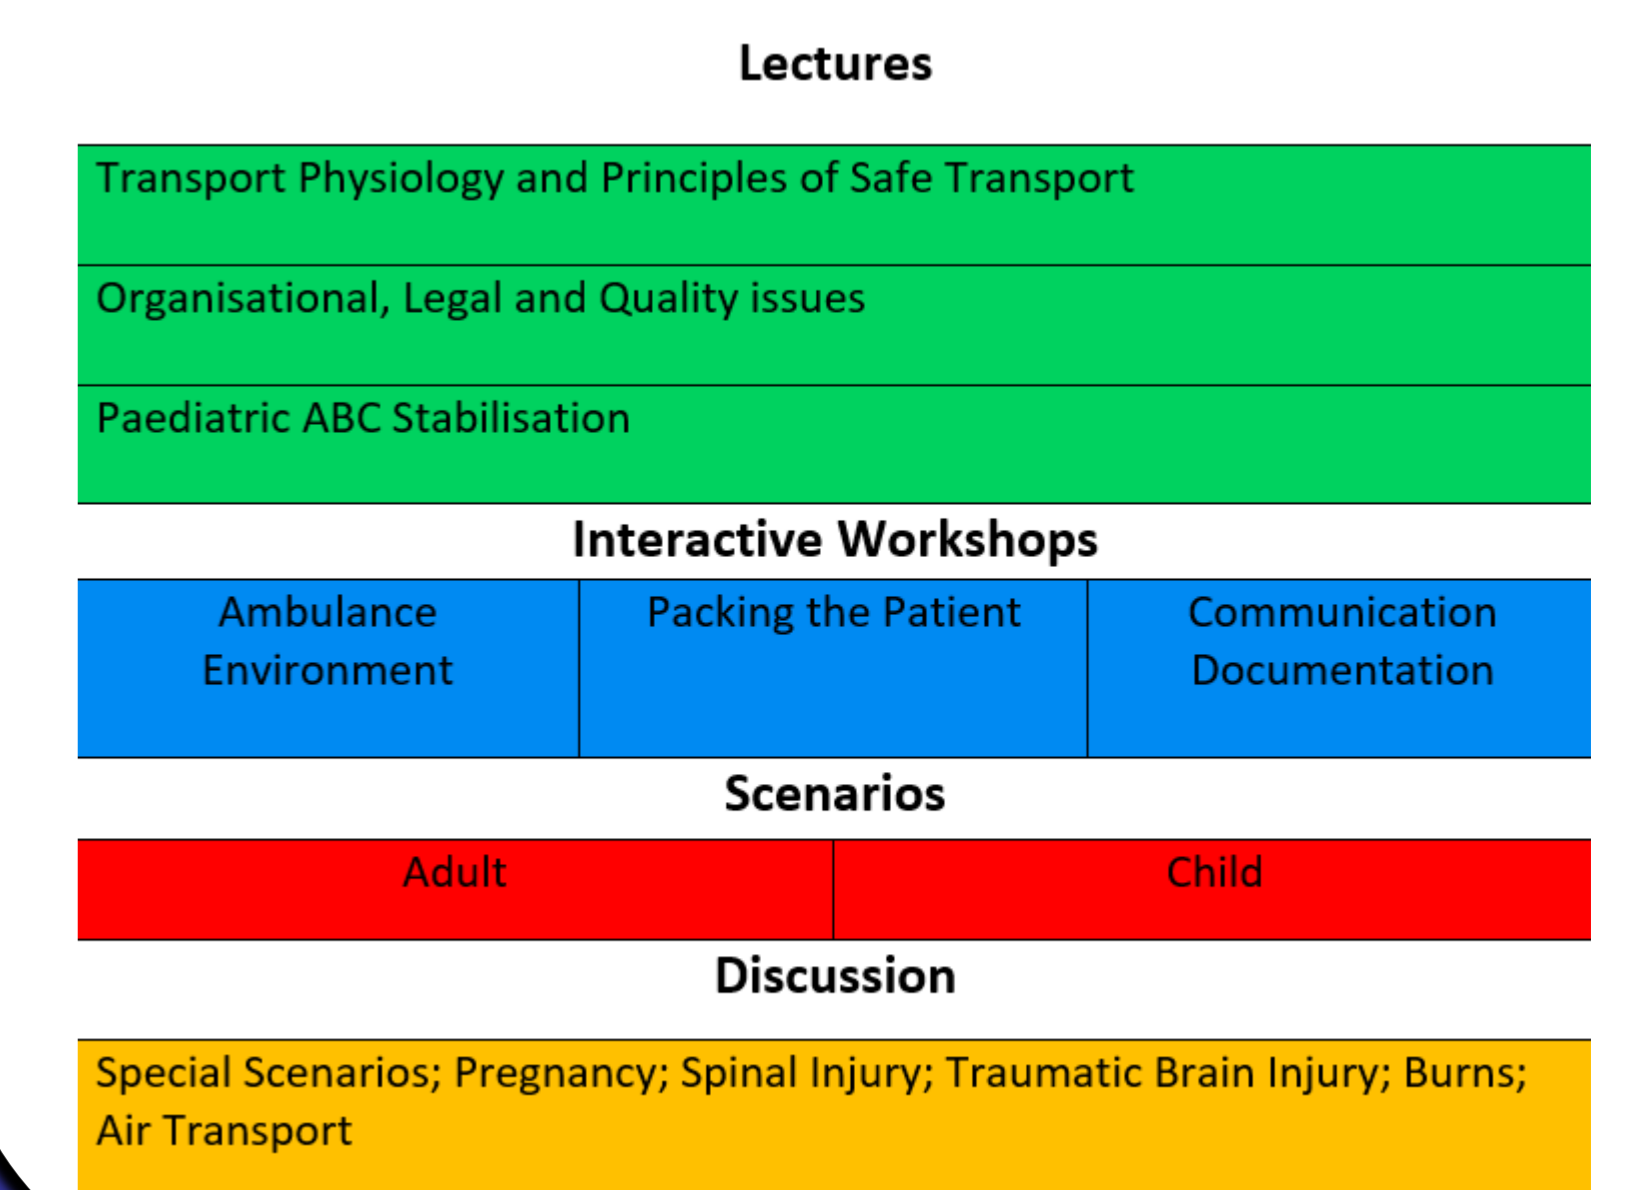 Lectures
Transport Physiology and Principles of Safe Transport
Organisational, Legal and Quality issues
Paediatric ABC Stabilisation
Interactive Workshops
Ambulance
Environment
Packing the Patient
Communication
Documentation
Scenarios
Adult
Child
Discussion
Special Scenarios; Pregnancy; Spinal Injury; Traumatic Brain Injury; Burns;
Air Transport